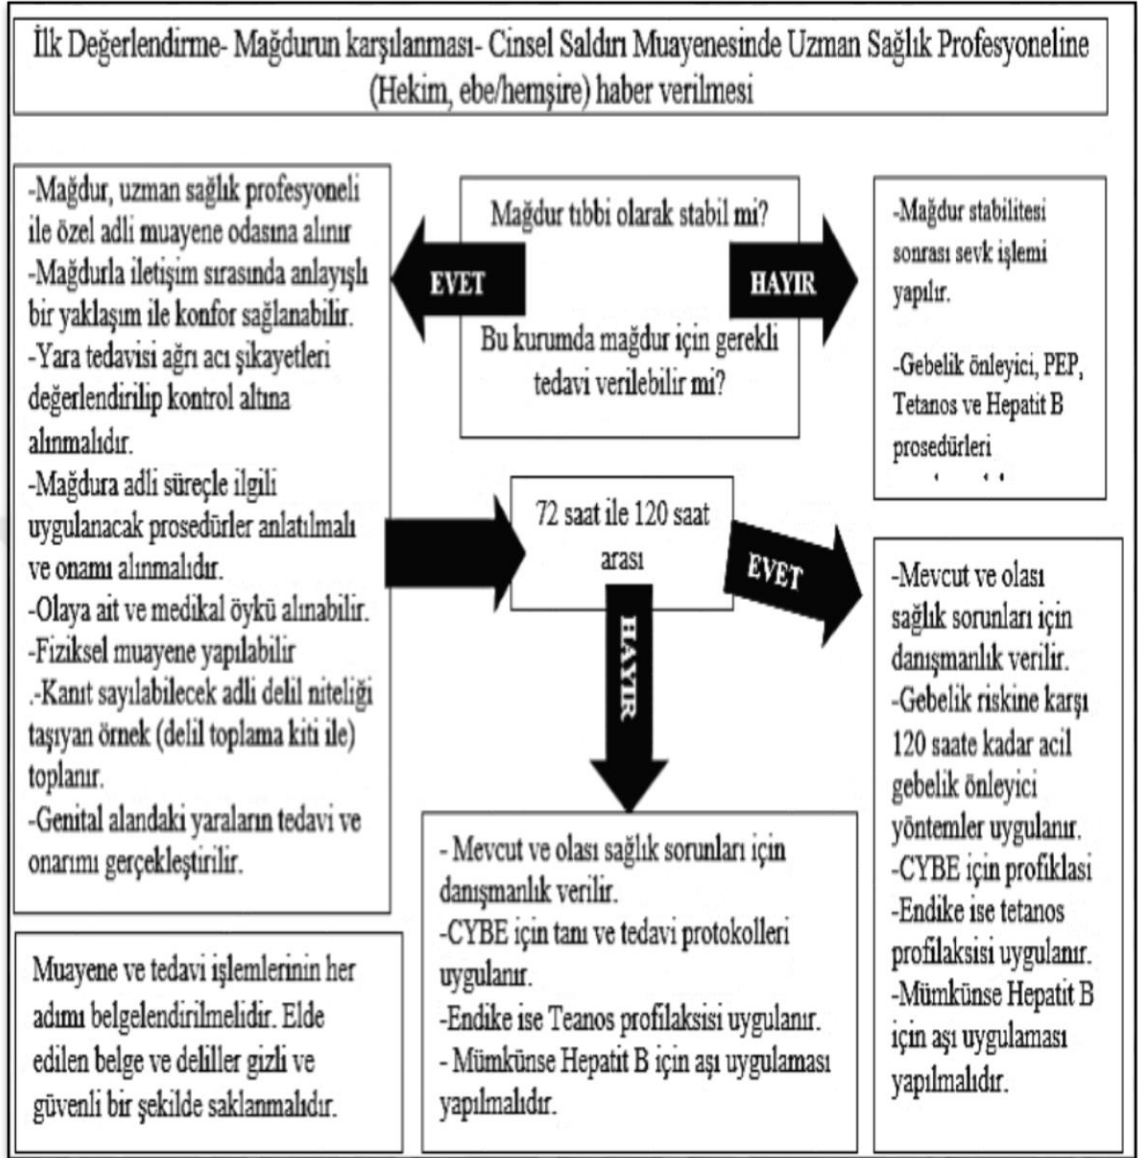 İlk Değerlendirme- Mağdurun karşılanması- Cinsel Saldırı Muayenesinde Uzman Sağlık Profesyoneline
(Hekim, ebe/hemşire) haber verilmesi
-Mağdur, uzman sağlık profesyoneli
ile özel adli muayene odasına alınır
-Mağdurla iletişim sırasında anlayışlı
bir yaklaşım ile konfor sağlanabilir.
-Yara tedavisi ağrı acı şikayetleri
değerlendirilip kontrol altına
alınmalıdır.
-Mağdura adli süreçle ilgili
uygulanacak prosedürler anlatılmalı
ve onamı alınmalıdır.
-Olaya ait ve medikal öykü alınabilir.
-Fiziksel muayene yapılabilir
.-Kanıt sayılabilecek adli delil niteliği
taşıyan örnek (delil toplama kiti ile)
toplanır.
-Genital alandaki yaraların tedavi ve
onarımı gerçekleştirilir.
Mağdur tıbbi olarak stabil mi?
EVET
HAYIR
Bu kurumda mağdur için gerekli
tedavi verilebilir mi?
-Mağdur stabilitesi
sonrası sevk işlemi
yapılır.
-Gebelik önleyici, PEP,
Tetanos ve Hepatit B
prosedürleri
72 saat ile 120 saat
arası
EVET
HAYIR
-Mevcut ve olası
sağlık sorunları için
danışmanlık verilir.
-Gebelik riskine karşı
120 saate kadar acil
gebelik önleyici
yöntemler uygulanır.
-CYBE için profiklasi
-Endike ise tetanos
profilaksisi uygulanır.
-Mümkünse Hepatit B
için aşı uygulaması
yapılmalıdır.
- Mevcut ve olası sağlık sorunları için
danışmanlık verilir.
-CYBE için tanı ve tedavi protokolleri
uygulanır.
-Endike ise Teanos profilaksisi uygulanır.
- Mümkünse Hepatit B için aşı uygulaması
yapılmalıdır.
Muayene ve tedavi işlemlerinin her
adımı belgelendirilmelidir. Elde
edilen belge ve deliller gizli ve
güvenli bir şekilde saklanmalıdır.